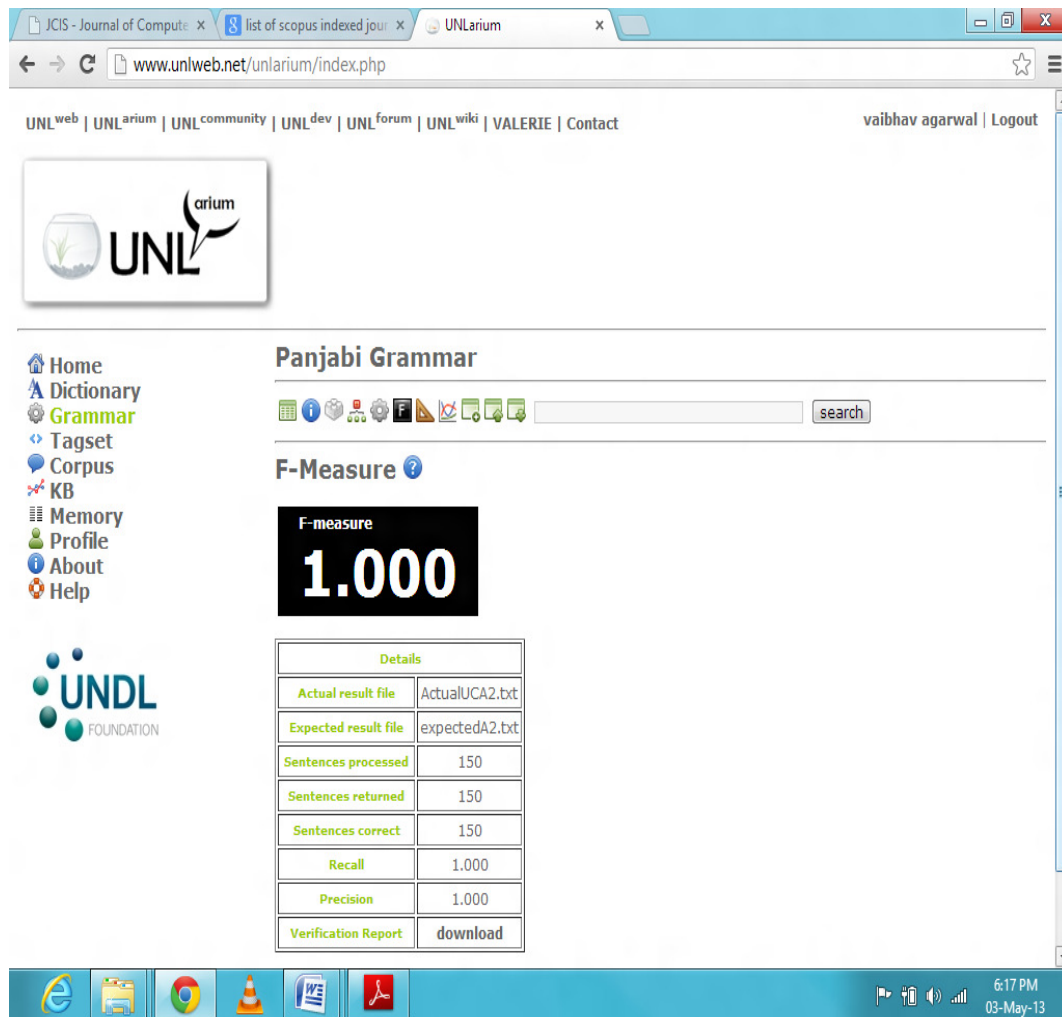 JCIS - Journal of Compute
list of scopus indexed jour
UNLarium
www.unlweb.net/unlarium/index.php
UNLweb | UNLarium | UNLcommunity | UNLdev | UNLforum | UNLwiki | VALERIE | Contact
vaibhav agarwal | Logout
UNLarium
Home
Dictionary
Grammar
Tagset
Corpus
KB
Memory
Profile
About
Help
UNDL
FOUNDATION
Panjabi Grammar
search
F-Measure
F-measure
1.000
Details
Actual result file ActualUCA2.txt
Expected result file expectedA2.txt
Sentences processed 150
Sentences returned 150
Sentences correct 150
Recall 1.000
Precision 1.000
Verification Report download
6:17 PM
03-May-13